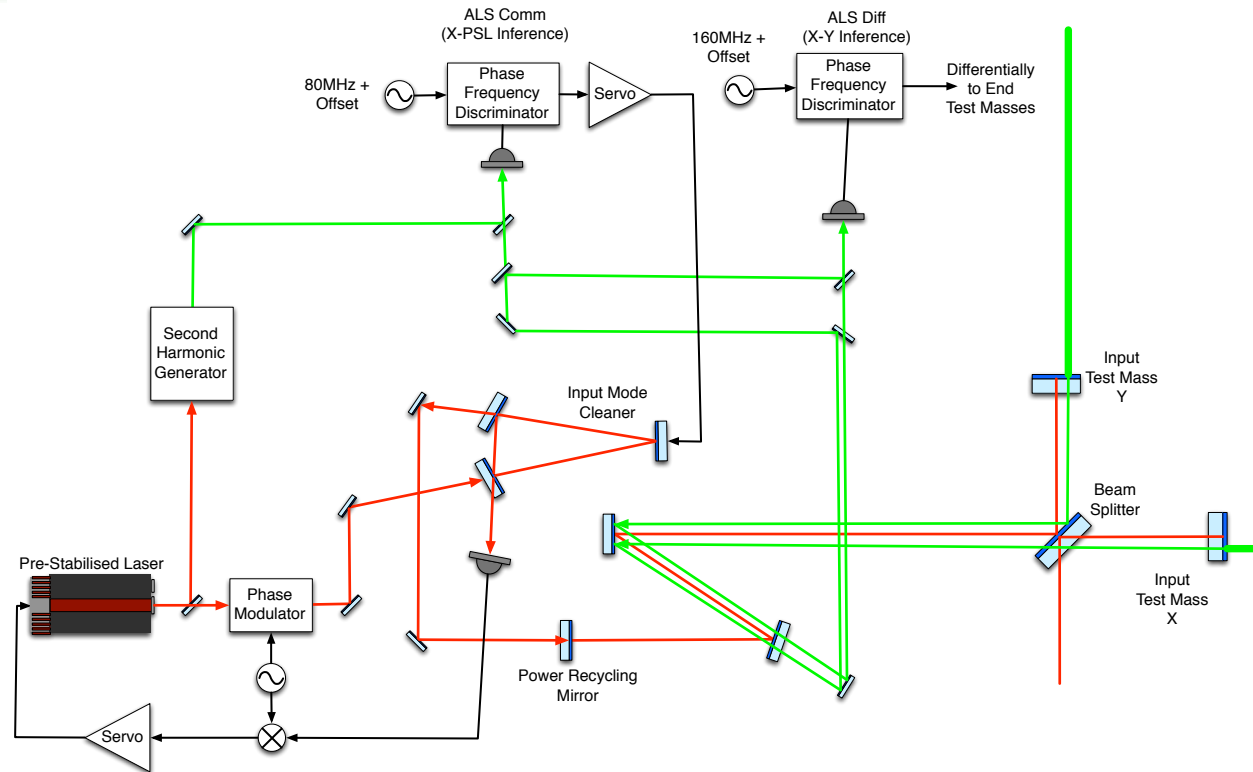 ALS Comm
(X-PSL Inference)
ALS Diff
(X-Y Inference)
80MHz +
Offset
Phase
Frequency
Discriminator
Servo
160MHz +
Offset
Phase
Frequency
Discriminator
Differentially
to End
Test Masses
Second
Harmonic
Generator
Input Mode
Cleaner
Input
Test Mass
Y
Beam
Splitter
Input
Test Mass
X
Pre-Stabilised Laser
Phase
Modulator
Power Recycling
Mirror
Servo